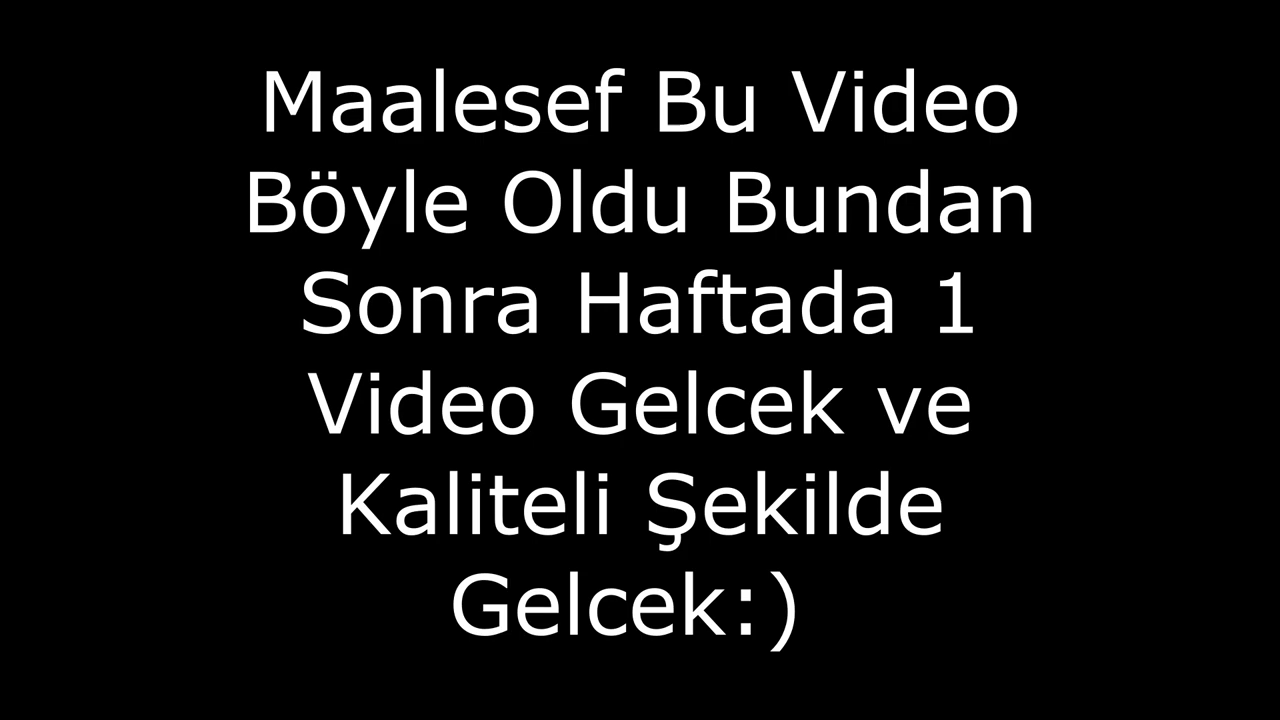 Maalesef Bu Video
Böyle Oldu Bundan
Sonra Haftada 1
Video Gelcek ve
Kaliteli Şekilde
Gelcek:)